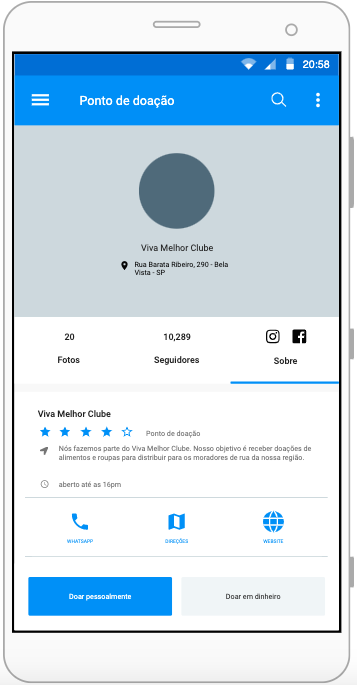 20:58
Ponto de doação
Viva Melhor Clube
Rua Barata Ribeiro, 290 - Bela
Vista - SP
20
10,289
Fotos
Seguidores
Sobre
Viva Melhor Clube
Ponto de doação
Nós fazemos parte do Viva Melhor Clube. Nosso objetivo é receber doações de
alimentos e roupas para distribuir para os moradores de rua da nossa região.
aberto até as 16pm
WHATSAPP
DIREÇÕES
WEBSITE
Doar pessoalmente
Doar em dinheiro